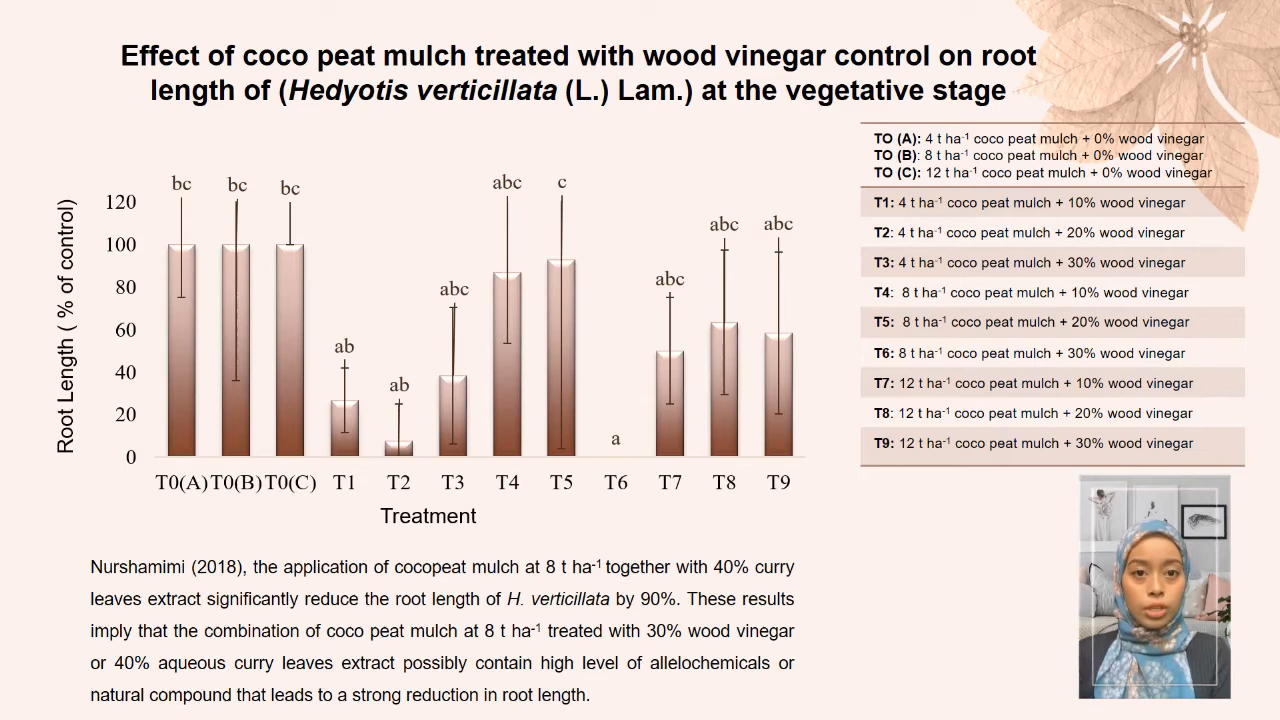 Effect of coco peat mulch treated with wood vinegar control on root
length of (Hedyotis verticillata (L.) Lam.) at the vegetative stage
TO (A): 4 t ha-1 coco peat mulch + 0% wood vinegar
TO (B): 8 t ha-1 coco peat mulch + 0% wood vinegar
TO (C): 12 t ha-1 coco peat mulch + 0% wood vinegar
T1: 4 t ha-1 coco peat mulch + 10% wood vinegar
T2: 4 t ha-1 coco peat mulch + 20% wood vinegar
T3: 4 t ha-1 coco peat mulch + 30% wood vinegar
T4: 8 t ha-1 coco peat mulch + 10% wood vinegar
T5: 8 t ha-1 coco peat mulch + 20% wood vinegar
T6: 8 t ha-1 coco peat mulch + 30% wood vinegar
T7: 12 t ha-1 coco peat mulch + 10% wood vinegar
T8: 12 t ha-1 coco peat mulch + 20% wood vinegar
T9: 12 t ha-1 coco peat mulch + 30% wood vinegar
Root Length ( % of control)
120
100
80
60
40
20
0
bc bc bc ab ab abc abc c a abc abc abc
T0(A) T0(B) T0(C) T1 T2 T3 T4 T5 T6 T7 T8 T9
Treatment
Nurshamimi (2018), the application of cocopeat mulch at 8 t ha-1 together with 40% curry
leaves extract significantly reduce the root length of H. verticillata by 90%. These results
imply that the combination of coco peat mulch at 8 t ha-1 treated with 30% wood vinegar
or 40% aqueous curry leaves extract possibly contain high level of allelochemicals or
natural compound that leads to a strong reduction in root length.